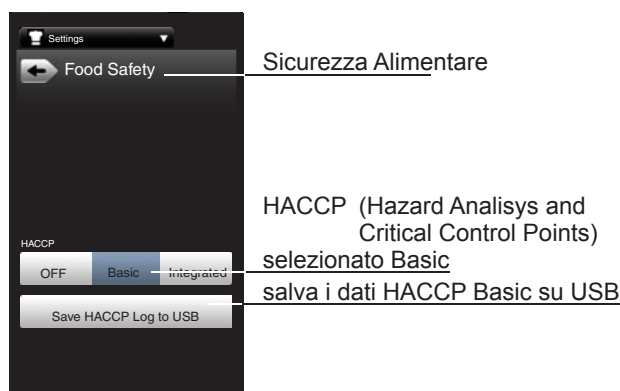 Settings
Food Safety
Sicurezza Alimentare
HACCP (Hazard Analisys and
Critical Control Points)
HACCP
OFF Basic Integrated
selezionato Basic
salva i dati HACCP Basic su USB
Save HACCP Log to USB